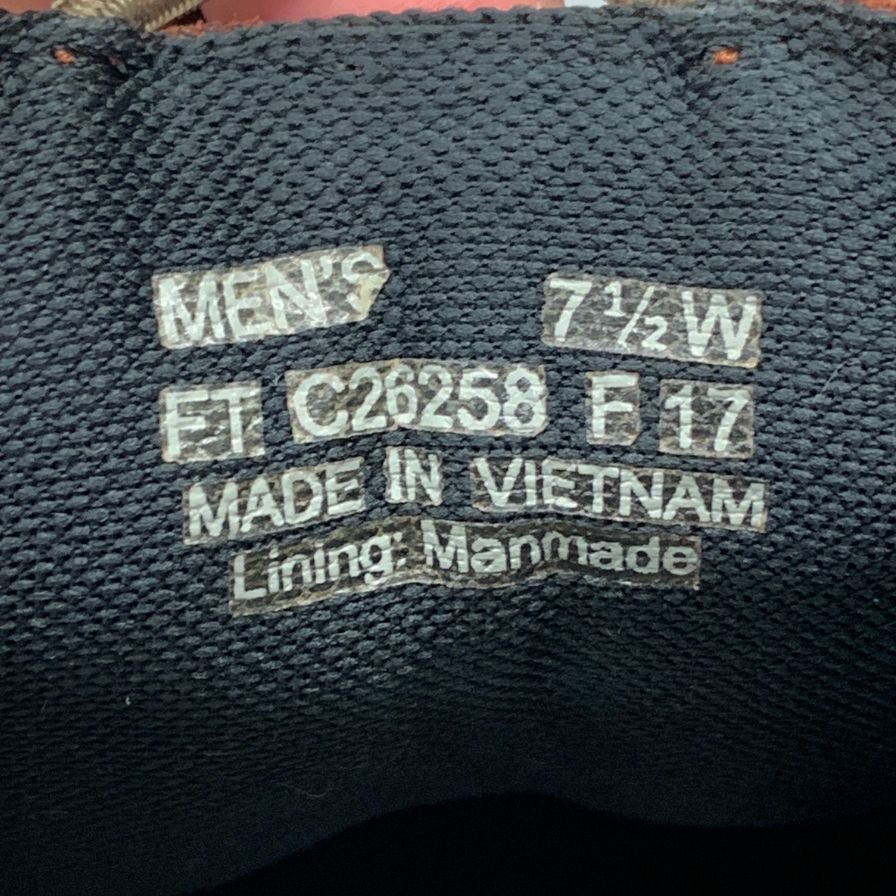 MEN'S 7 1/2 W
FT C26258 F 17
MADE IN VIETNAM
Lining: Manmade